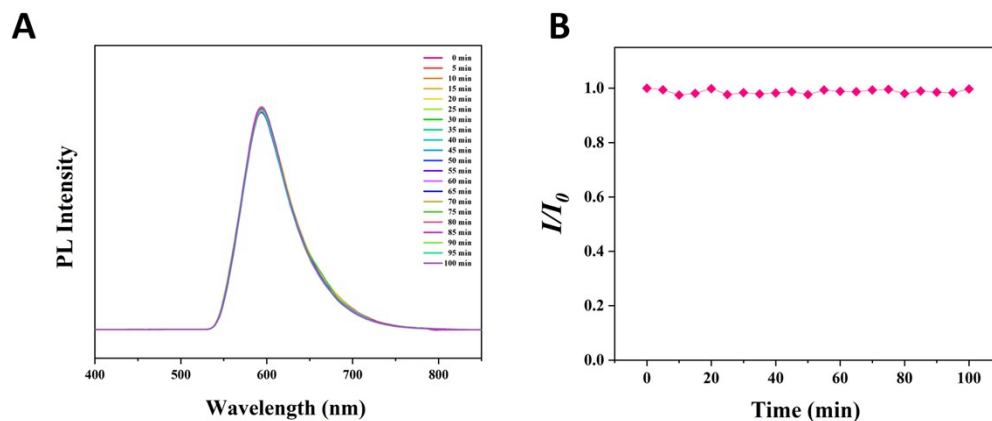 A
PL Intensity
0 min
5 min
10 min
15 min
20 min
25 min
30 min
35 min
40 min
45 min
50 min
55 min
60 min
65 min
70 min
75 min
80 min
85 min
90 min
95 min
100 min
400 500 600 700 800
Wavelength (nm)
B
I/I0
1.0
0.8
0.6
0.4
0.2
0.0
0 20 40 60 80 100
Time (min)